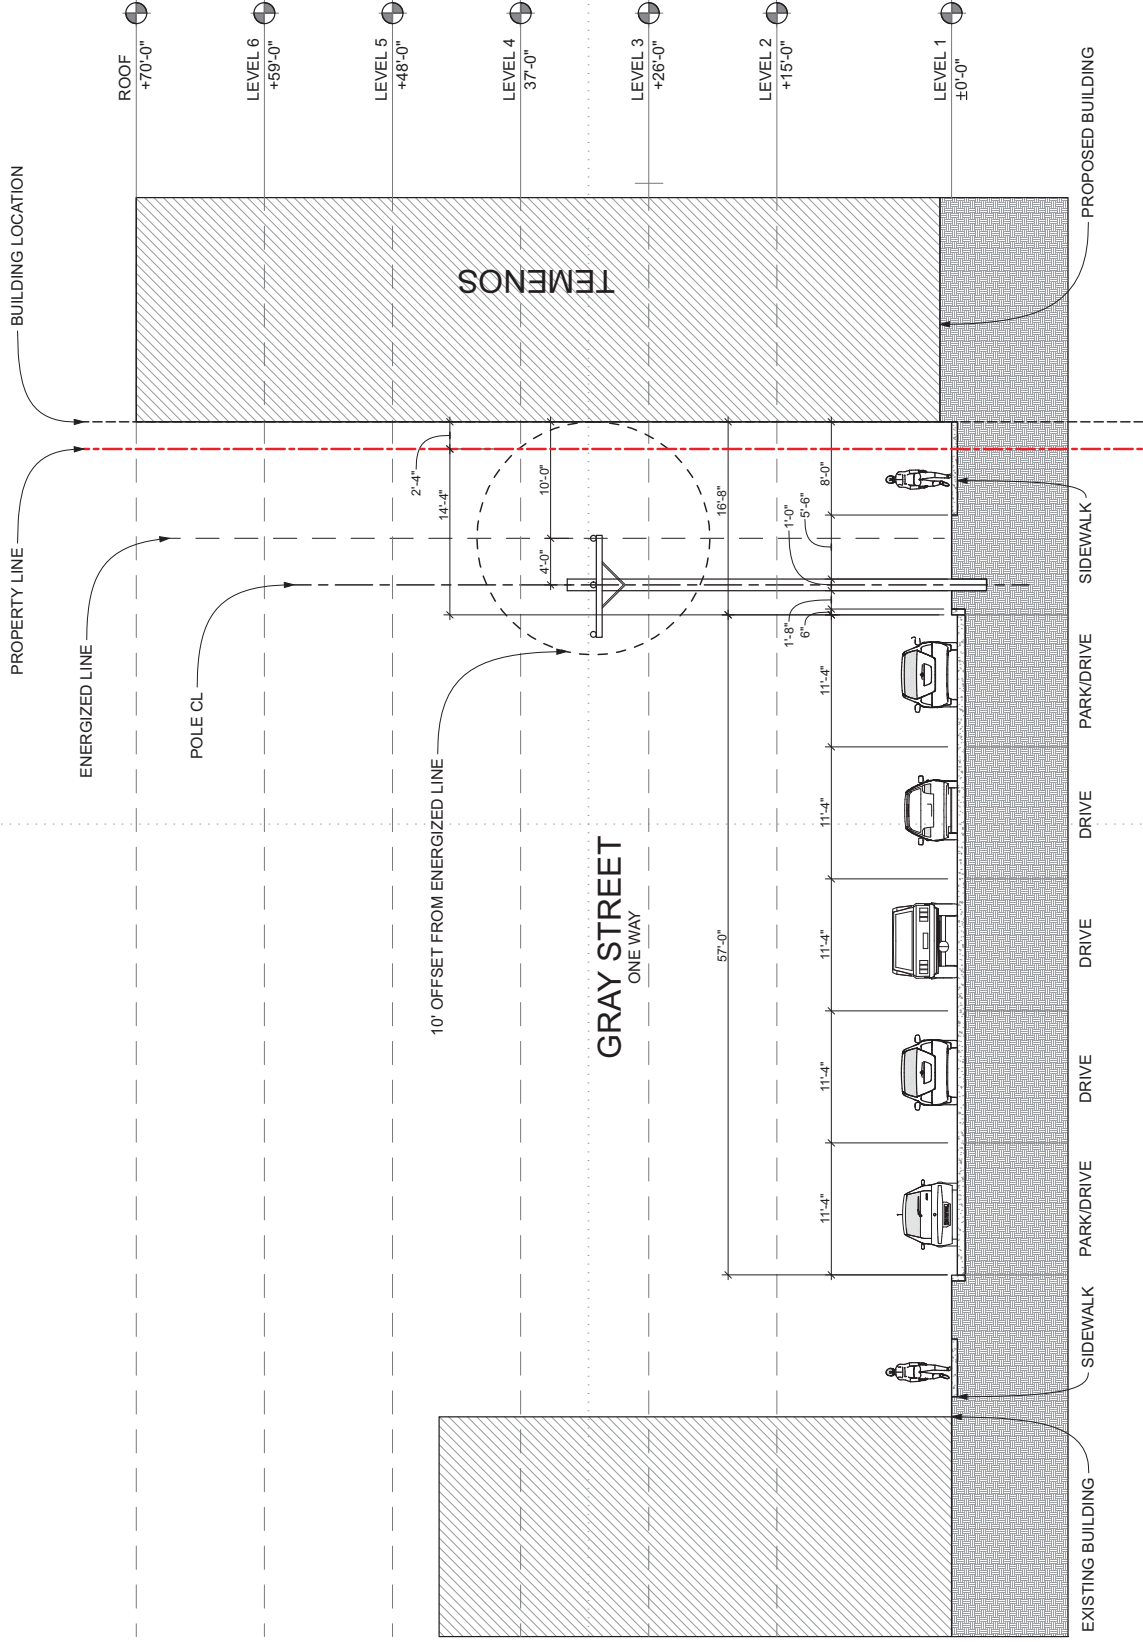 ROOF
+70'-0"
LEVEL 6
+59'-0"
LEVEL 5
+48'-0"
LEVEL 4
37'-0"
LEVEL 3
+26'-0"
LEVEL 2
+15'-0"
LEVEL 1
±0'-0"
BUILDING LOCATION
PROPERTY LINE
ENERGIZED LINE
POLE CL
10' OFFSET FROM ENERGIZED LINE
TEMENOS
PROPOSED BUILDING
2'-4"
14'-4"
10'-0"
4'-0"
16'-8"
8'-0"
5'-6"
1'-0"
1'-8"
6"
57'-0"
11'-4"
11'-4"
11'-4"
11'-4"
11'-4"
GRAY STREET
ONE WAY
SIDEWALK
PARK/DRIVE
DRIVE
DRIVE
DRIVE
PARK/DRIVE
SIDEWALK
EXISTING BUILDING